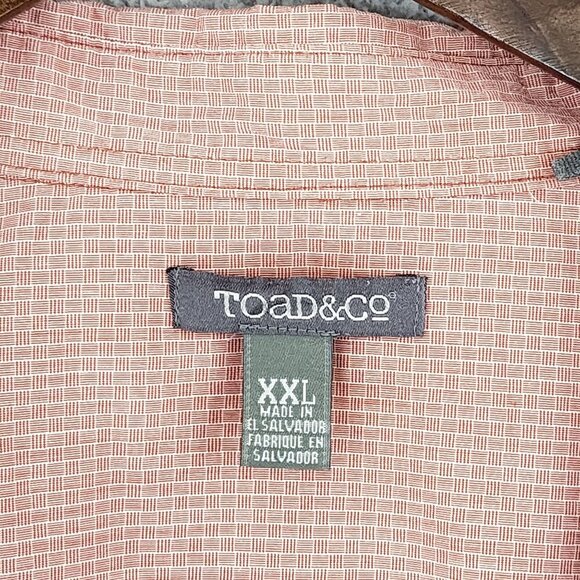 TOAD&CO
XXL
MADE IN
EL SALVADOR
FABRIQUE EN
SALVADOR